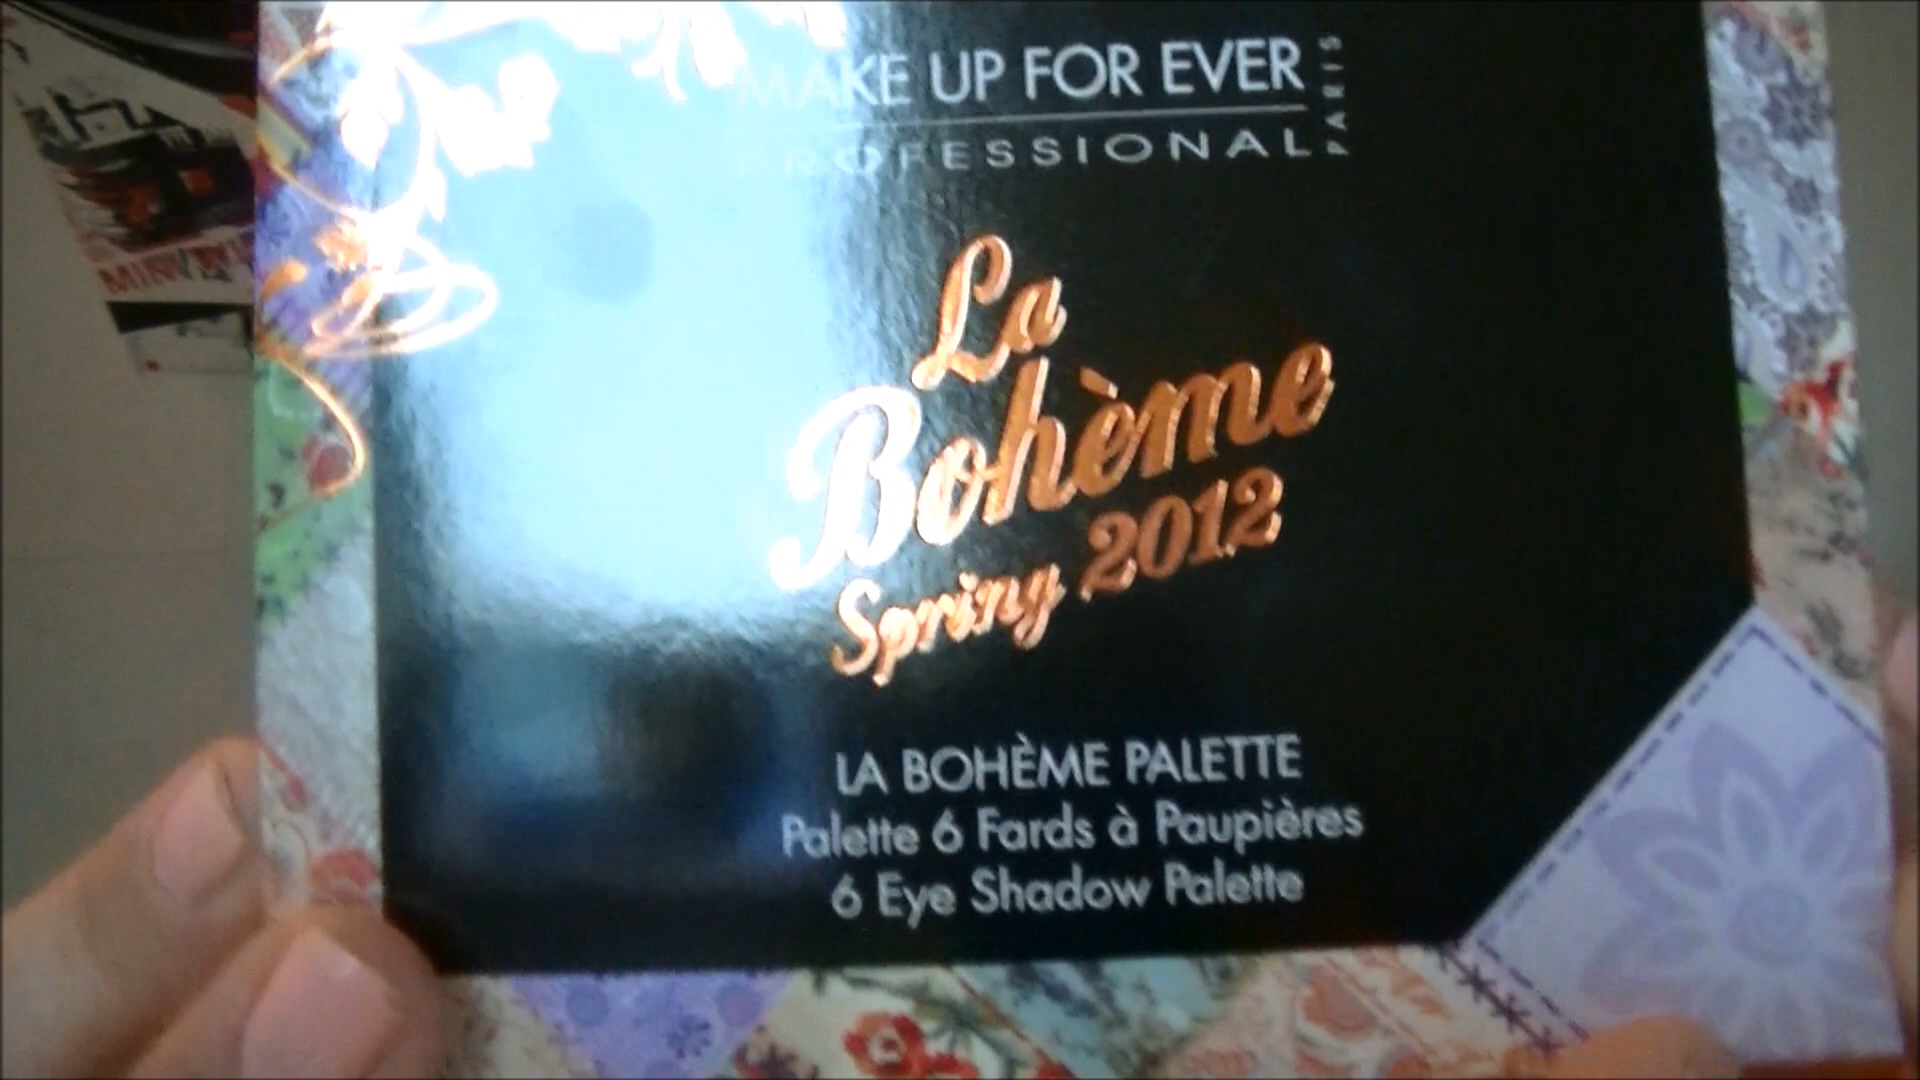 MAKE UP FOR EVER
PARIS
PROFESSIONAL
La
Bohème
Spring 2012
LA BOHÈME PALETTE
Palette 6 Fards à Paupières
6 Eye Shadow Palette